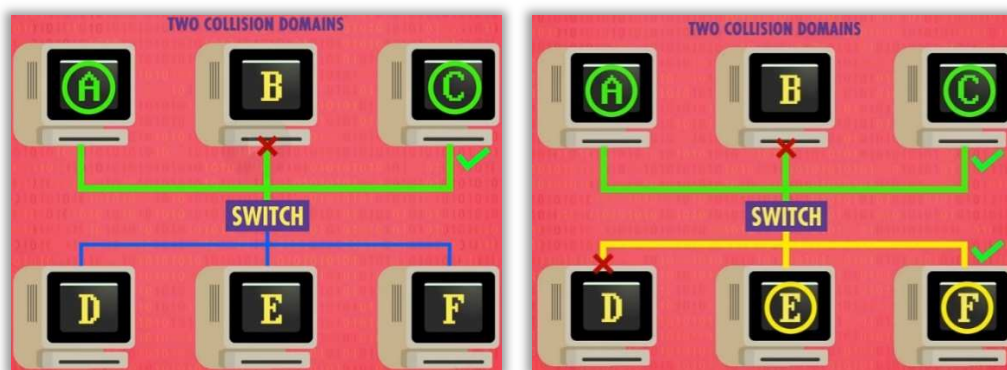 TWO COLLISION DOMAINS
A B C
SWITCH
D E F
TWO COLLISION DOMAINS
A B C
SWITCH
D E F